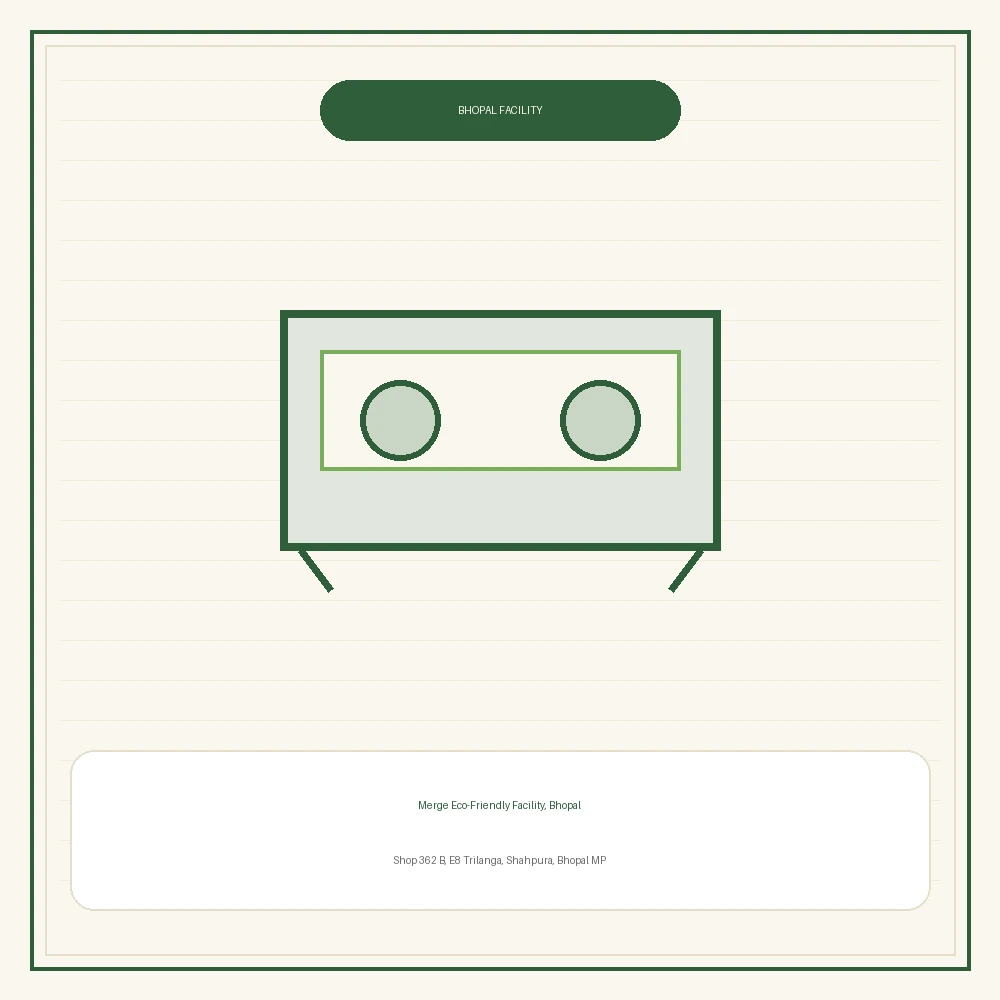 BHOPAL FACILITY
Merge Eco-Friendly Facility, Bhopal
Shop 362 B, E8 Trilanga, Shahpura, Bhopal MP